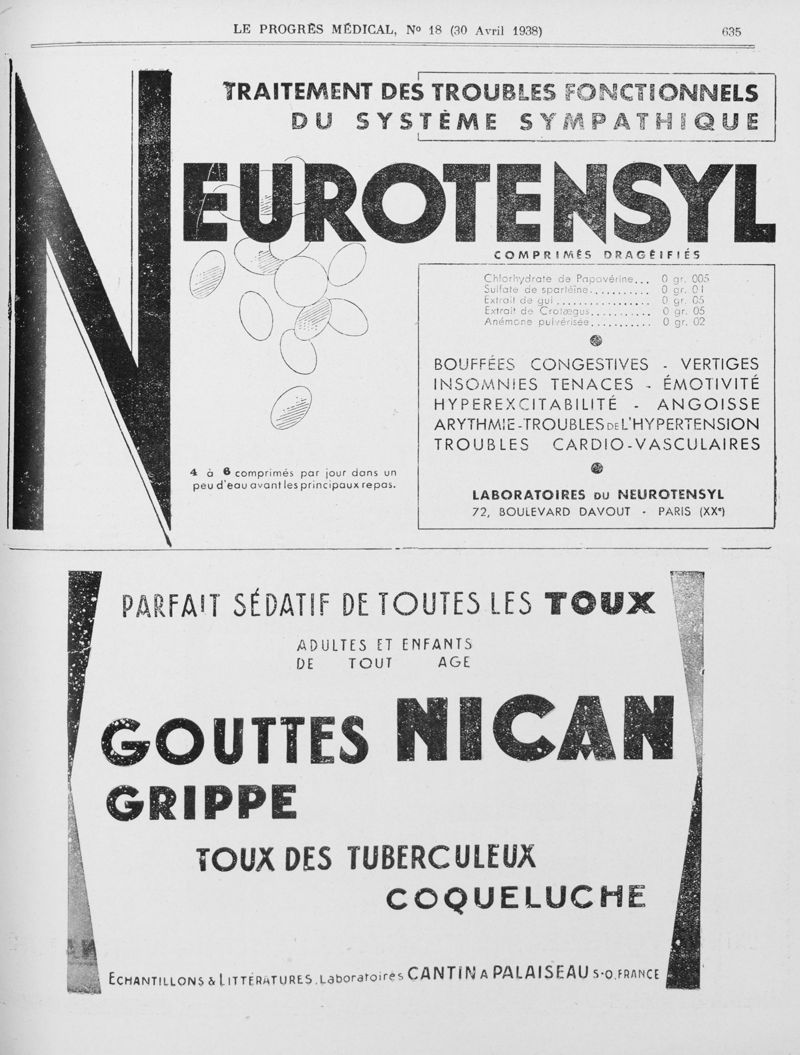 LE PROGRÈS MÉDICAL, No 18 (30 Avril 1938) 635
TRAITEMENT DES TROUBLES FONCTIONNELS
DU SYSTÈME SYMPATHIQUE
NEUROTENSYL
COMPRIMÉS DRAGÉIFIÉS
Chlorhydrate de Papavérine... 0 gr. 005
Sulfate de spartéine........... 0 gr. 01
Extrait de gui................. 0 gr. 05
Extrait de Cratœgus........... 0 gr. 05
Anémone pulvérisée........... 0 gr. 02
BOUFFÉES CONGESTIVES - VERTIGES
INSOMNIES TENACES - ÉMOTIVITÉ
HYPEREXCITABILITÉ - ANGOISSE
ARYTHMIE-TROUBLES DE L'HYPERTENSION
TROUBLES CARDIO-VASCULAIRES
4 à 6 comprimés par jour dans un
peu d'eau avant les principaux repas.
LABORATOIRES DU NEUROTENSYL
72, BOULEVARD DAVOUT - PARIS (XXe)
PARFAIT SÉDATIF DE TOUTES LES TOUX
ADULTES ET ENFANTS
DE TOUT AGE
GOUTTES NICAN
GRIPPE
TOUX DES TUBERCULEUX
COQUELUCHE
ECHANTILLONS & LITTÉRATURES. Laboratoires CANTIN A PALAISEAU S-O. FRANCE